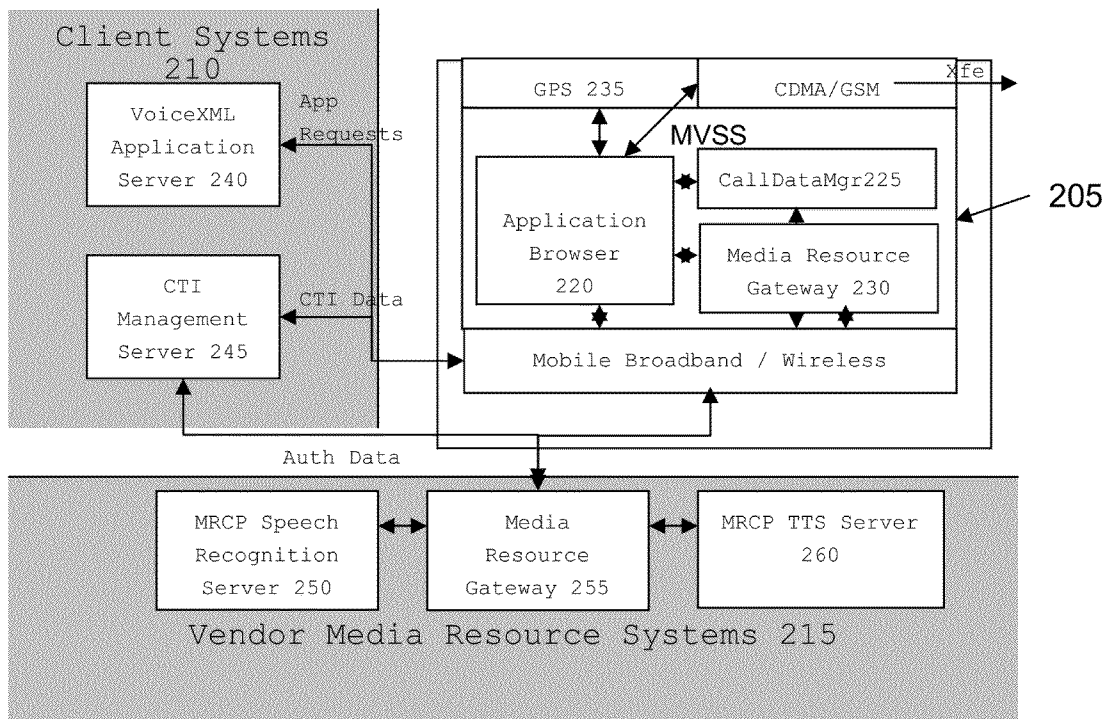 Client Systems
210
VoiceXML
Application
Server 240
App
Requests
CTI
Management
Server 245
CTI Data
GPS 235
CDMA/GSM
Xfe
MVSS
Application
Browser
220
CallDataMgr225
Media Resource
Gateway 230
205
Mobile Broadband / Wireless
Auth Data
MRCP Speech
Recognition
Server 250
Media
Resource
Gateway 255
MRCP TTS Server
260
Vendor Media Resource Systems 215